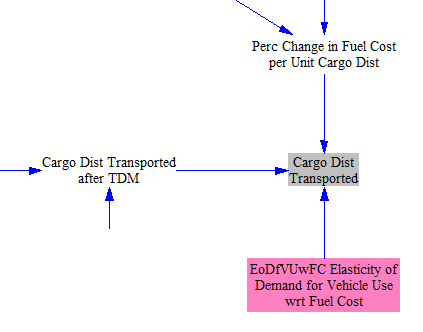 Perc Change in Fuel Cost
per Unit Cargo Dist
Cargo Dist Transported
after TDM
Cargo Dist
Transported
EoDfVUwFC Elasticity of
Demand for Vehicle Use
wrt Fuel Cost